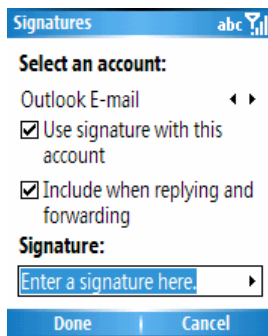 Signatures abc
Select an account:
Outlook E-mail
Use signature with this
account
Include when replying and
forwarding
Signature:
Enter a signature here.
Done Cancel